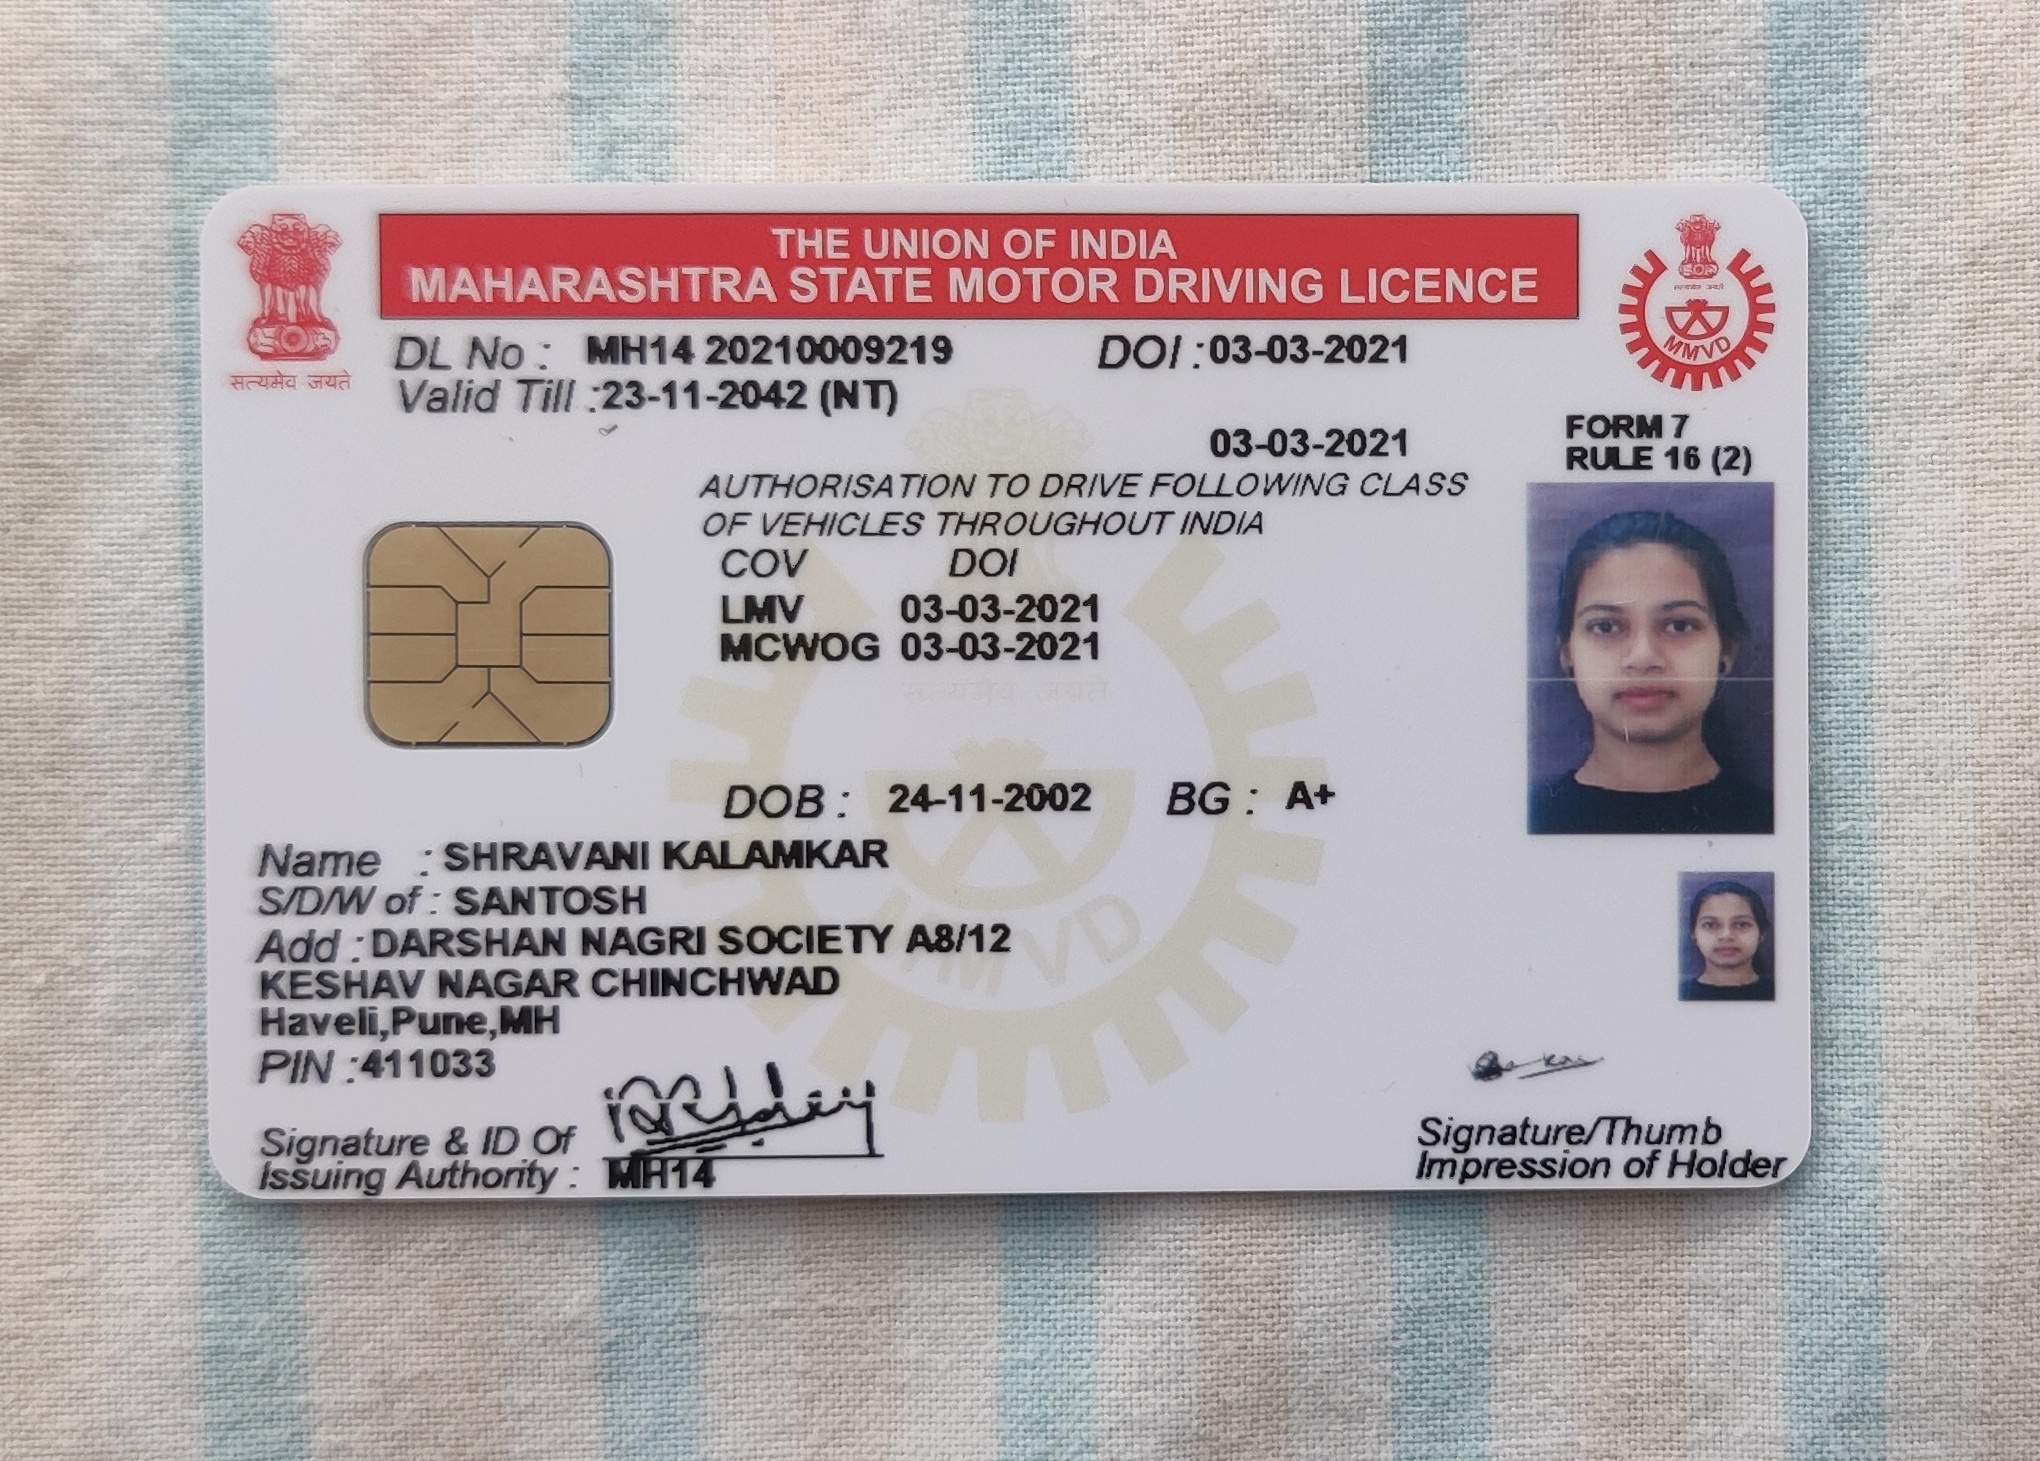 THE UNION OF INDIA
MAHARASHTRA STATE MOTOR DRIVING LICENCE
सत्यमेव जयते
सत्यमेव जयते
MMVD
DL No : MH14 20210009219 DOI : 03-03-2021
Valid Till : 23-11-2042 (NT)
03-03-2021
FORM 7
RULE 16 (2)
AUTHORISATION TO DRIVE FOLLOWING CLASS
OF VEHICLES THROUGHOUT INDIA
COV DOI
LMV 03-03-2021
MCWOG 03-03-2021
सत्यमेव जयते
DOB : 24-11-2002 BG : A+
Name : SHRAVANI KALAMKAR
S/D/W of : SANTOSH
Add : DARSHAN NAGRI SOCIETY A8/12
KESHAV NAGAR CHINCHWAD
Haveli,Pune,MH
PIN : 411033
MMVD
Signature & ID Of
Issuing Authority : MH14
Signature/Thumb
Impression of Holder